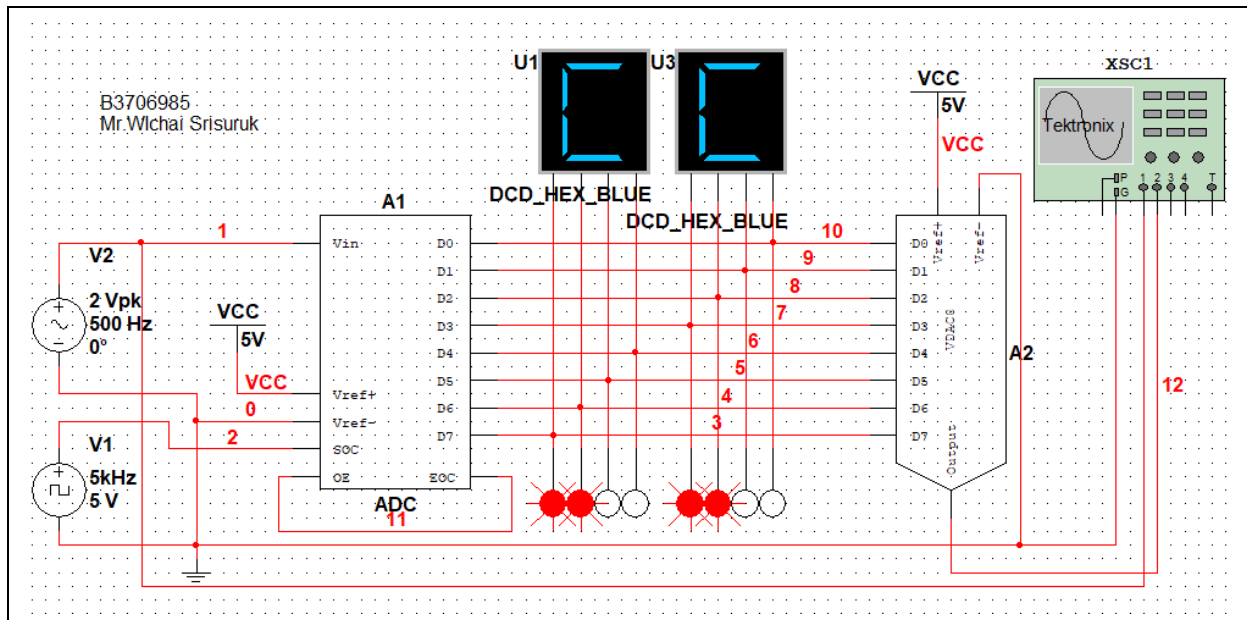 B3706985
Mr.WIchai Srisuruk
U1
U3
DCD_HEX_BLUE
DCD_HEX_BLUE
VCC
5V
VCC
XSC1
Tektronix
P
G
1 2 3 4 T
V2
2 Vpk
500 Hz
0°
1
VCC
5V
VCC
0
2
V1
5kHz
5 V
A1
Vin
Vref+
Vref-
SOC
OE
EOC
D0
D1
D2
D3
D4
D5
D6
D7
ADC
11
10
9
8
7
6
5
4
3
D0
D1
D2
D3
D4
D5
D6
D7
Vref+
Vref-
VDAC8
Output
A2
12